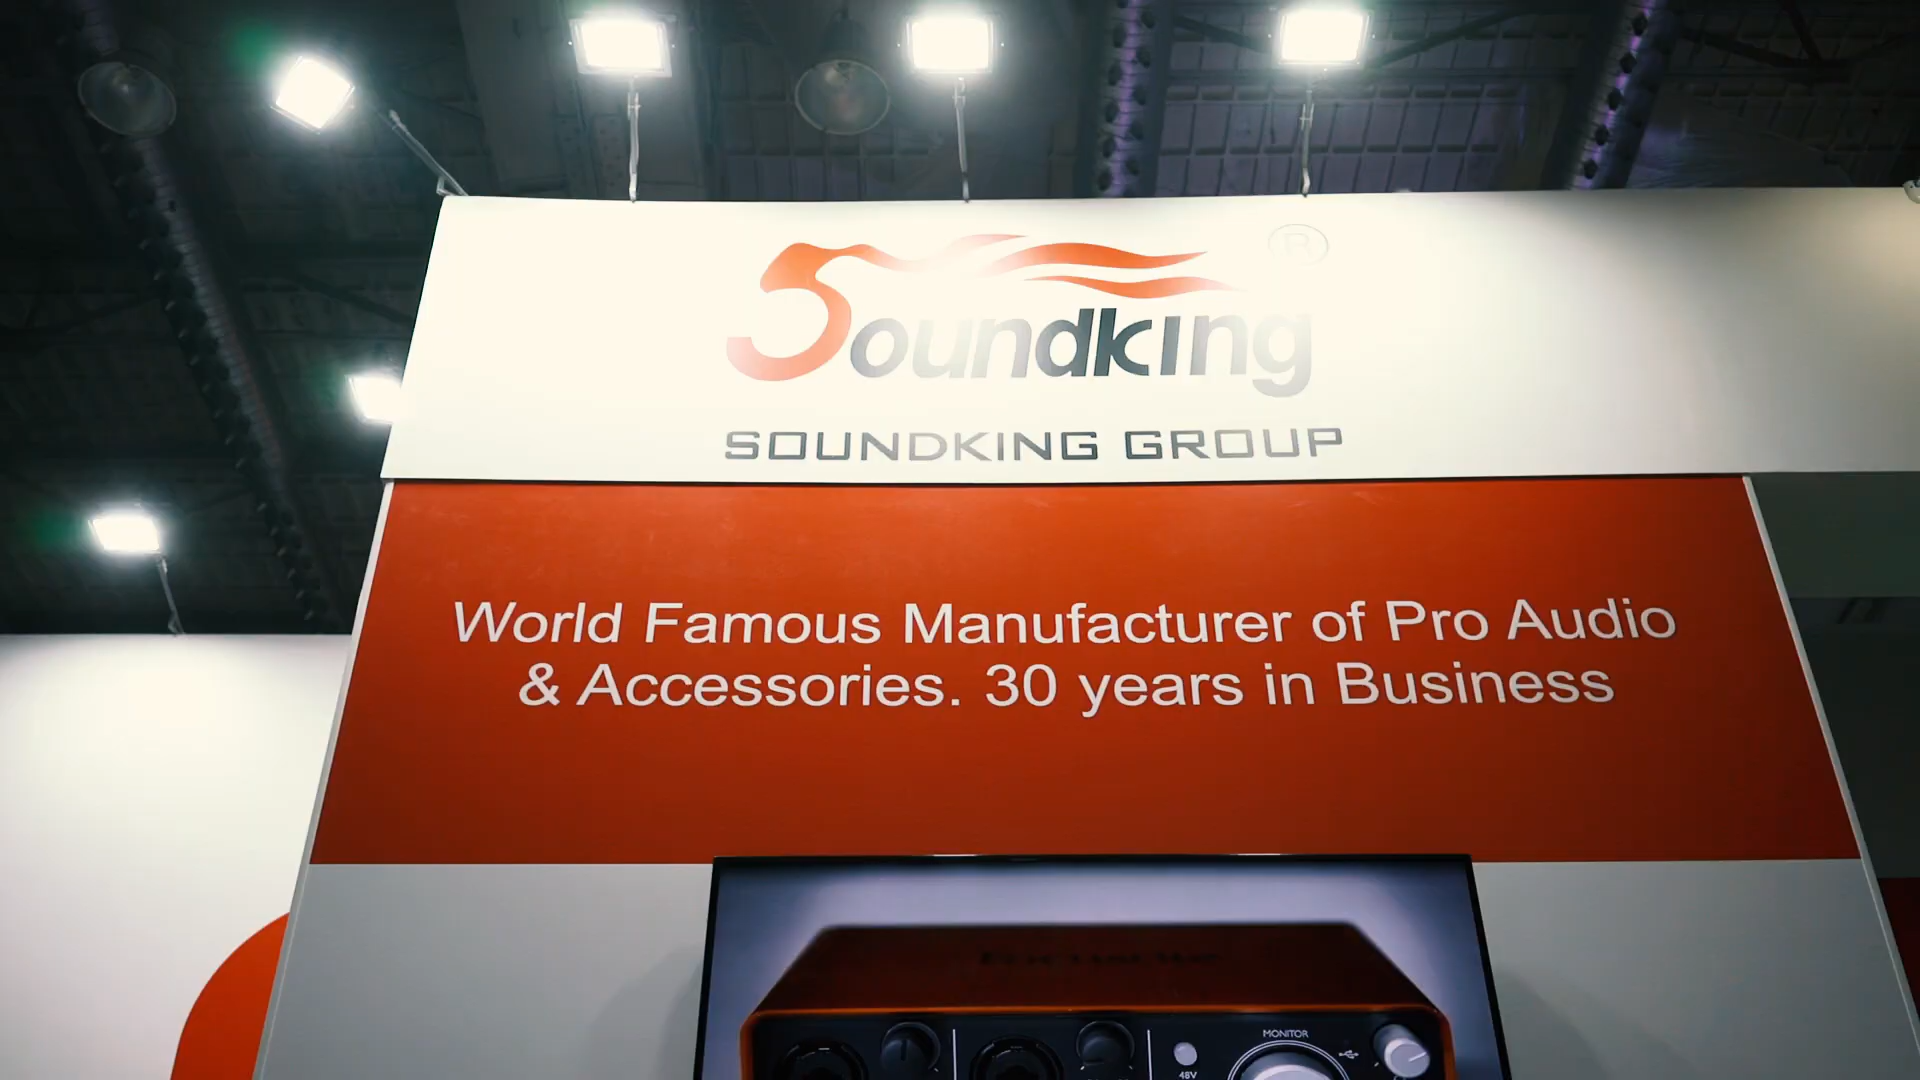 ®
Soundking
SOUNDKING GROUP
World Famous Manufacturer of Pro Audio
& Accessories. 30 years in Business
MONITOR
48V